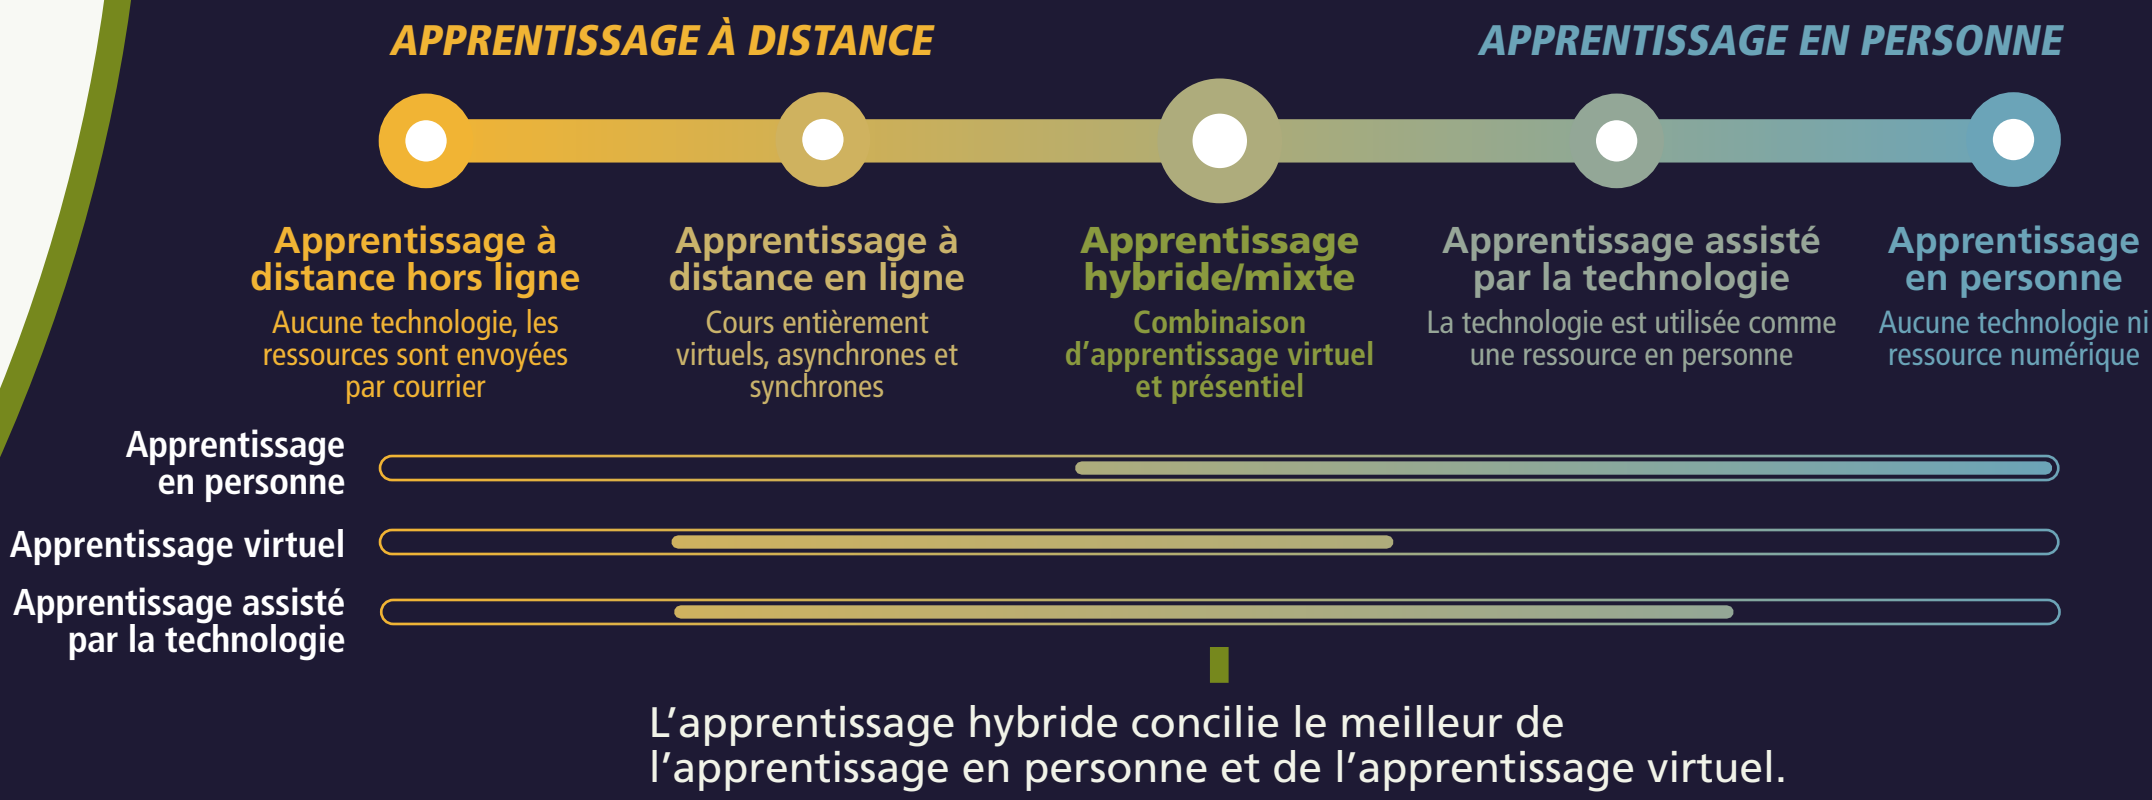 APPRENTISSAGE À DISTANCE
APPRENTISSAGE EN PERSONNE
Apprentissage à
distance hors ligne
Aucune technologie, les
ressources sont envoyées
par courrier
Apprentissage à
distance en ligne
Cours entièrement
virtuels, asynchrones et
synchrones
Apprentissage
hybride/mixte
Combinaison
d’apprentissage virtuel
et présentiel
Apprentissage assisté
par la technologie
La technologie est utilisée comme
une ressource en personne
Apprentissage
en personne
Aucune technologie ni
ressource numérique
Apprentissage
en personne
Apprentissage virtuel
Apprentissage assisté
par la technologie
L’apprentissage hybride concilie le meilleur de
l’apprentissage en personne et de l’apprentissage virtuel.